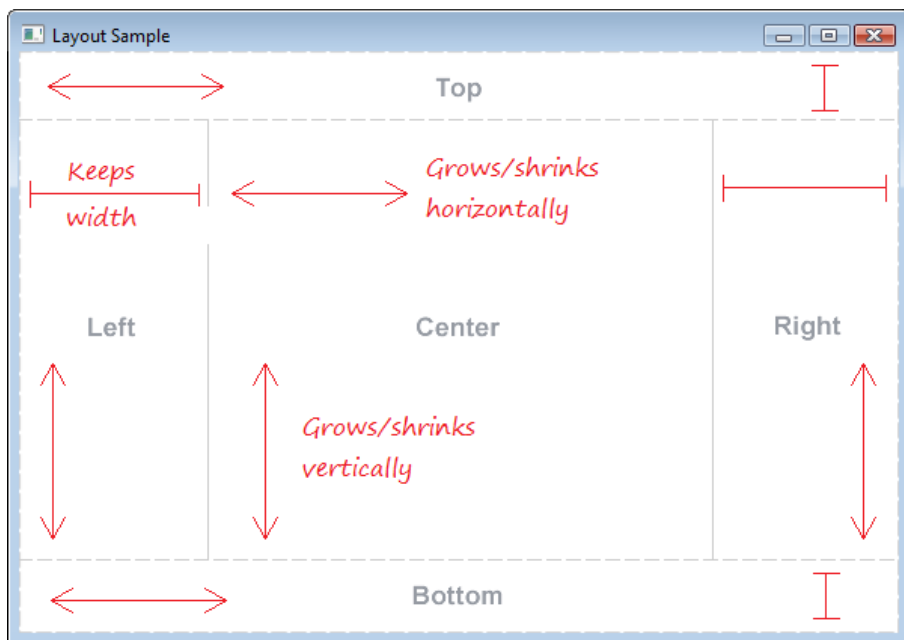 Layout Sample
Top
Keeps
width
Grows/shrinks
horizontally
Left
Center
Right
Grows/shrinks
vertically
Bottom